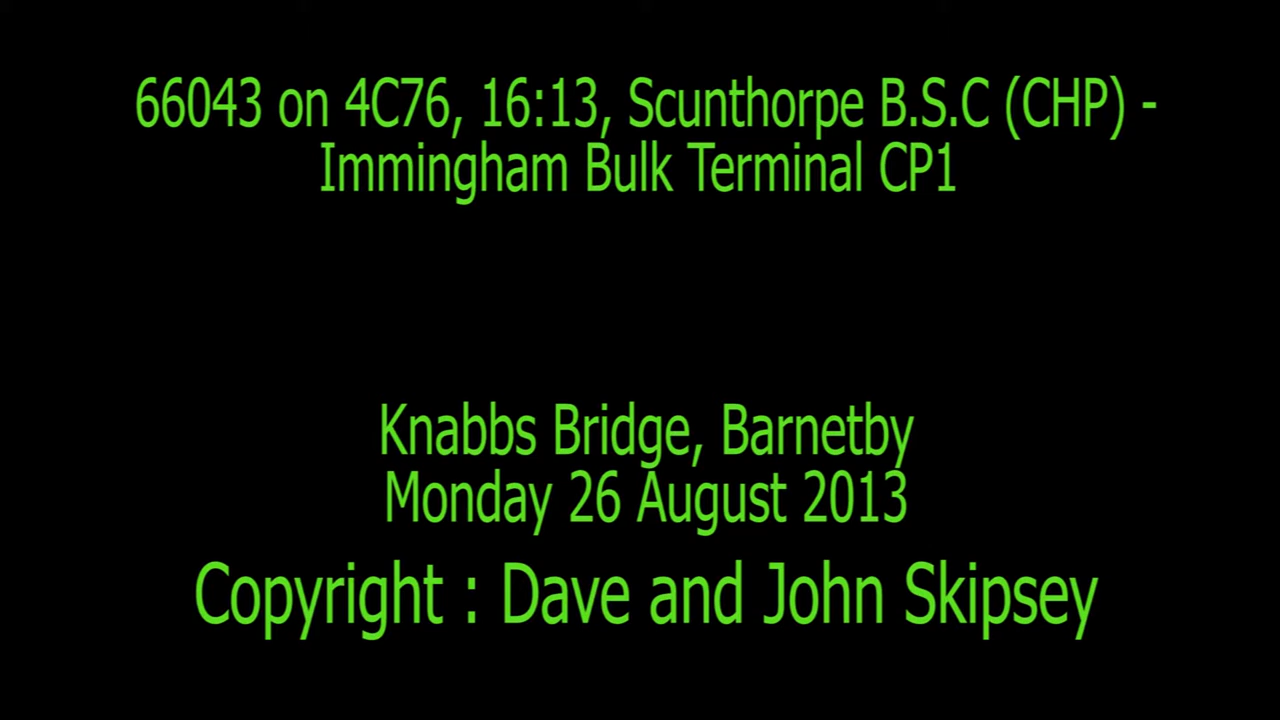 66043 on 4C76, 16:13, Scunthorpe B.S.C (CHP) -
Immingham Bulk Terminal CP1
Knabbs Bridge, Barnetby
Monday 26 August 2013
Copyright : Dave and John Skipsey